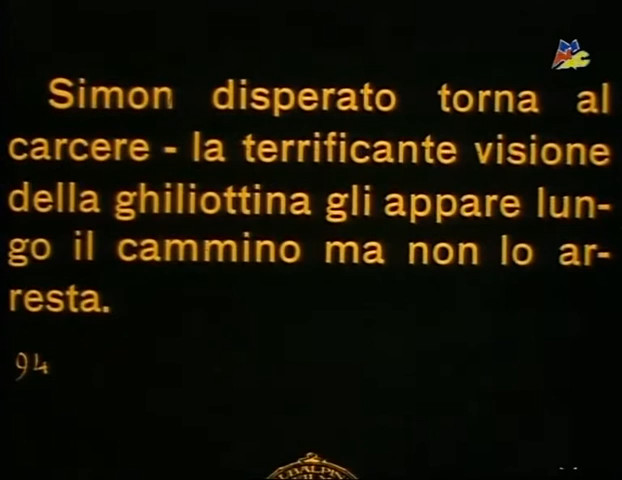 Simon disperato torna al
carcere - la terrificante visione
della ghiliottina gli appare lun-
go il cammino ma non lo ar-
resta.
94